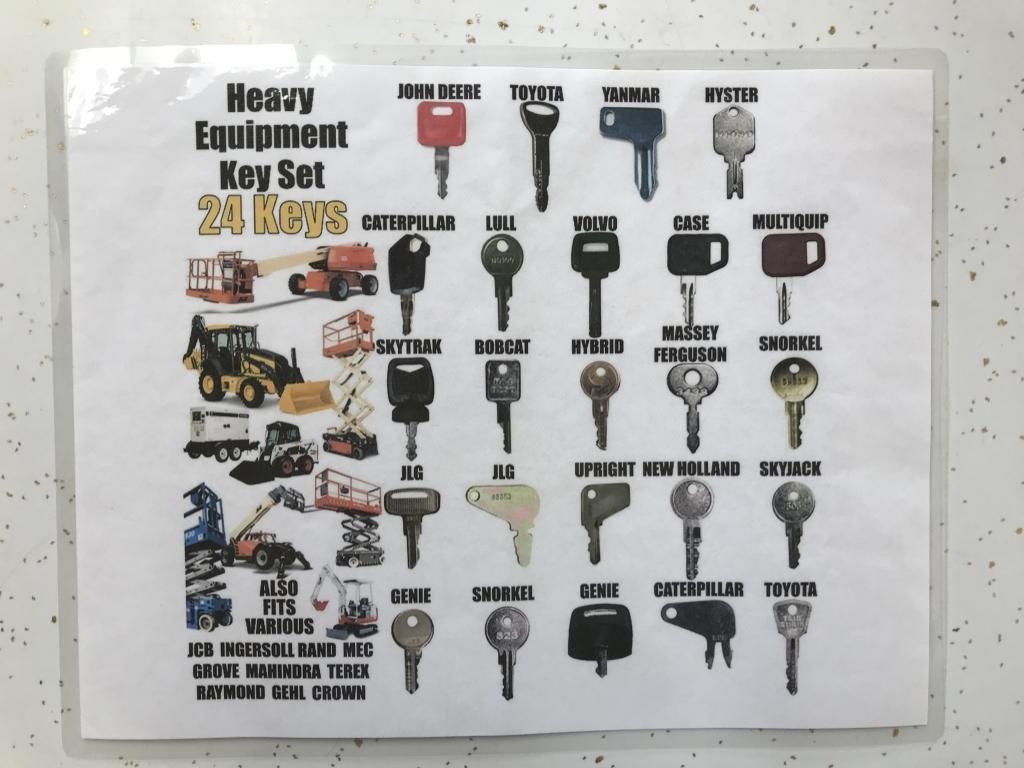 Heavy
Equipment
Key Set
24 Keys
JOHN DEERE TOYOTA YANMAR HYSTER
CATERPILLAR LULL VOLVO CASE MULTIQUIP
SKYTRAK BOBCAT HYBRID MASSEY FERGUSON SNORKEL
JLG JLG UPRIGHT NEW HOLLAND SKYJACK
GENIE SNORKEL GENIE CATERPILLAR TOYOTA
323
ALSO
FITS
VARIOUS
JCB INGERSOLL RAND MEC
GROVE MAHINDRA TEREX
RAYMOND GEHL CROWN